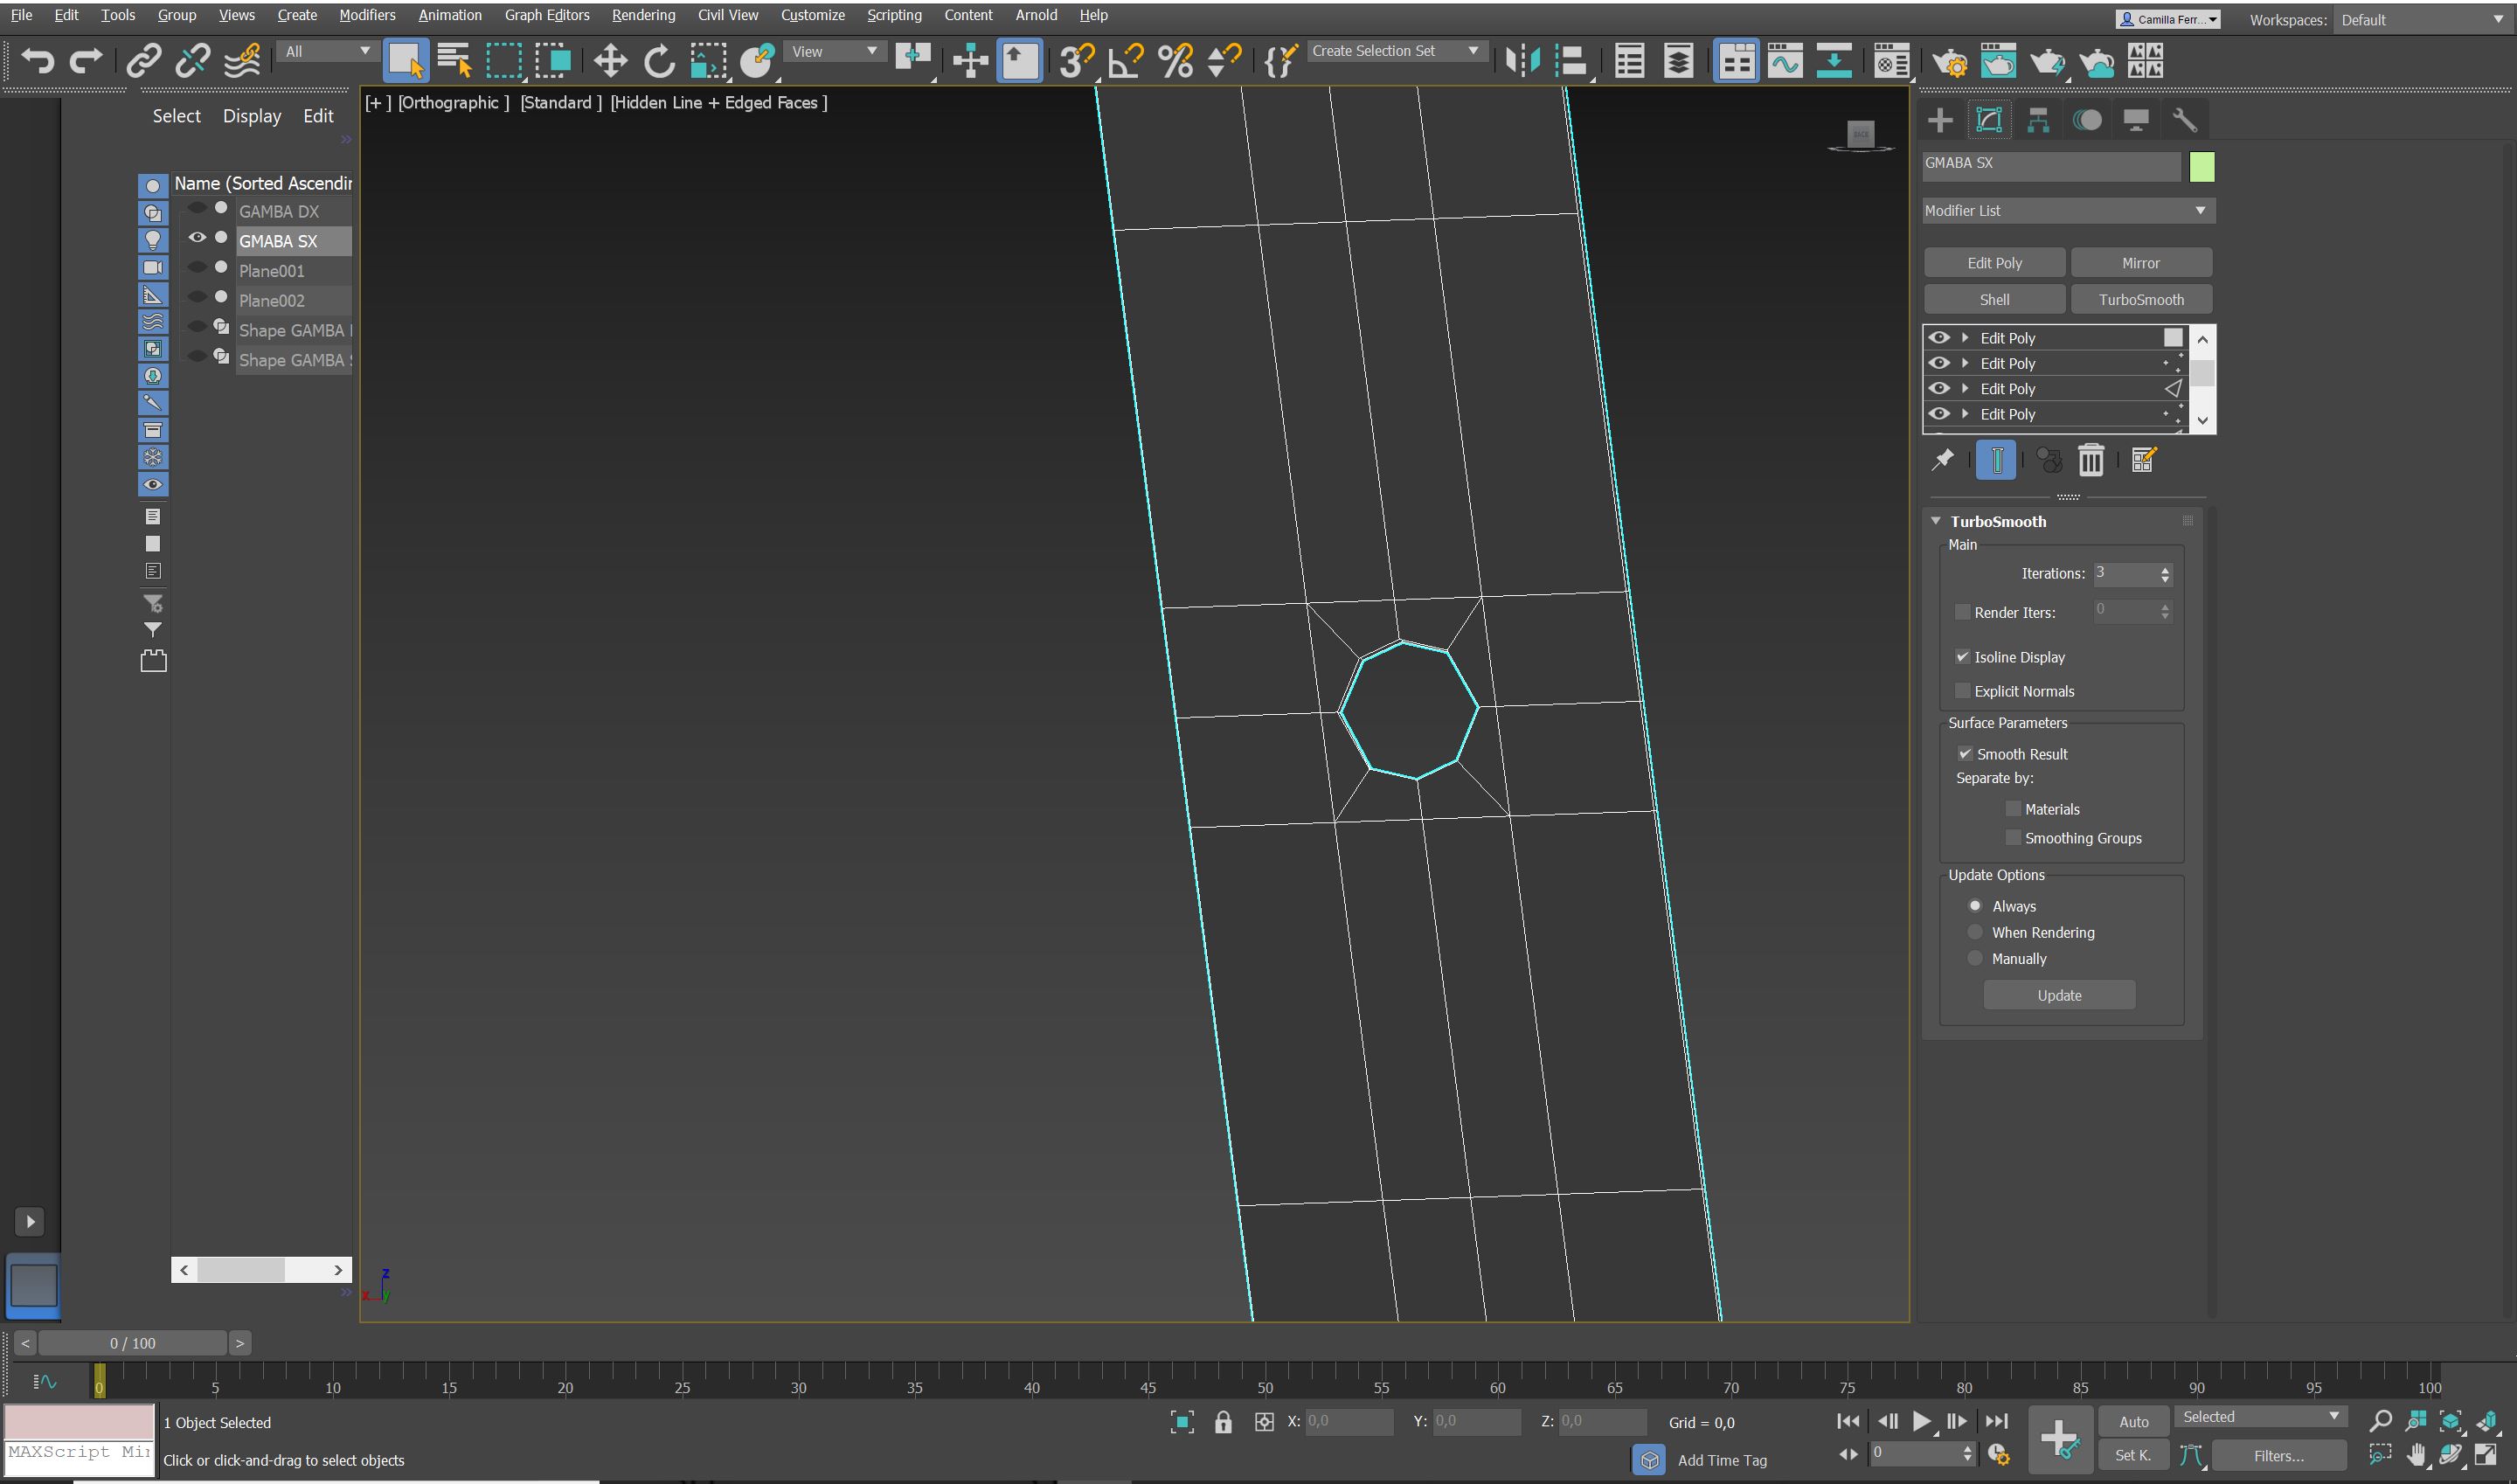 File Edit Tools Group Views Create Modifiers Animation Graph Editors Rendering Civil View Customize Scripting Content Arnold Help
Camilla Ferr... Workspaces: Default
All View Create Selection Set
[+ ] [Orthographic ] [Standard ] [Hidden Line + Edged Faces ]
Select Display Edit
Name (Sorted Ascendir
GAMBA DX
GMABA SX
Plane001
Plane002
Shape GAMBA
Shape GAMBA
GMABA SX
Modifier List
Edit Poly Mirror
Shell TurboSmooth
Edit Poly
Edit Poly
Edit Poly
Edit Poly
TurboSmooth
Main
Iterations: 3
Render Iters: 0
Isoline Display
Explicit Normals
Surface Parameters
Smooth Result
Separate by:
Materials
Smoothing Groups
Update Options
Always
When Rendering
Manually
Update
z
x y
< 0 / 100 >
0 5 10 15 20 25 30 35 40 45 50 55 60 65 70 75 80 85 90 95 100
1 Object Selected X: 0,0 Y: 0,0 Z: 0,0 Grid = 0,0 Auto Selected
MAXScript Mi
Click or click-and-drag to select objects Add Time Tag 0 Set K. Filters...